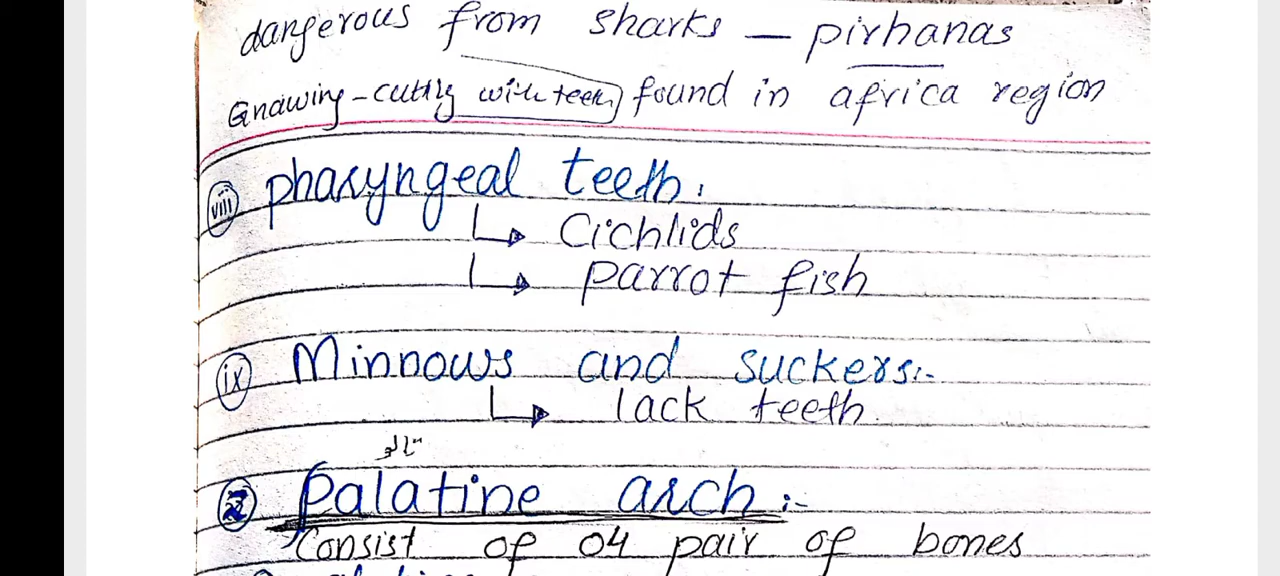 dangerous from sharks — pirhanas
Gnawing - cutting with teeth) found in africa region
(viii) pharyngeal teeth.
↳ Cichlids
↳ parrot fish
(ix) Minnows and suckers:-
↳ lack teeth
(2) Palatine arch :-
Consist of 04 pair of bones